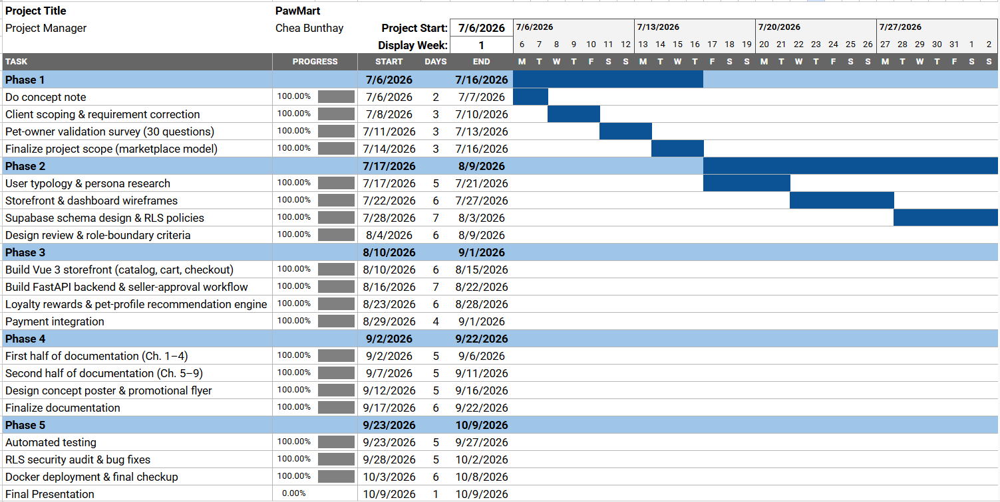 Project Title PawMart
Project Manager Chea Bunthay Project Start: 7/6/2026 7/6/2026 7/13/2026 7/20/2026 7/27/2026
Display Week: 1 6 7 8 9 10 11 12 13 14 15 16 17 18 19 20 21 22 23 24 25 26 27 28 29 30 31 1 2
TASK PROGRESS START DAYS END M T W T F S S M T W T F S S M T W T F S S M T W T F S S
Phase 1 7/6/2026 7/16/2026
Do concept note 100.00% 7/6/2026 2 7/7/2026
Client scoping & requirement correction 100.00% 7/8/2026 3 7/10/2026
Pet-owner validation survey (30 questions) 100.00% 7/11/2026 3 7/13/2026
Finalize project scope (marketplace model) 100.00% 7/14/2026 3 7/16/2026
Phase 2 7/17/2026 8/9/2026
User typology & persona research 100.00% 7/17/2026 5 7/21/2026
Storefront & dashboard wireframes 100.00% 7/22/2026 6 7/27/2026
Supabase schema design & RLS policies 100.00% 7/28/2026 7 8/3/2026
Design review & role-boundary criteria 100.00% 8/4/2026 6 8/9/2026
Phase 3 8/10/2026 9/1/2026
Build Vue 3 storefront (catalog, cart, checkout) 100.00% 8/10/2026 6 8/15/2026
Build FastAPI backend & seller-approval workflow 100.00% 8/16/2026 7 8/22/2026
Loyalty rewards & pet-profile recommendation engine 100.00% 8/23/2026 6 8/28/2026
Payment integration 100.00% 8/29/2026 4 9/1/2026
Phase 4 9/2/2026 9/22/2026
First half of documentation (Ch. 1–4) 100.00% 9/2/2026 5 9/6/2026
Second half of documentation (Ch. 5–9) 100.00% 9/7/2026 5 9/11/2026
Design concept poster & promotional flyer 100.00% 9/12/2026 5 9/16/2026
Finalize documentation 100.00% 9/17/2026 6 9/22/2026
Phase 5 9/23/2026 10/9/2026
Automated testing 100.00% 9/23/2026 5 9/27/2026
RLS security audit & bug fixes 100.00% 9/28/2026 5 10/2/2026
Docker deployment & final checkup 100.00% 10/3/2026 6 10/8/2026
Final Presentation 0.00% 10/9/2026 1 10/9/2026